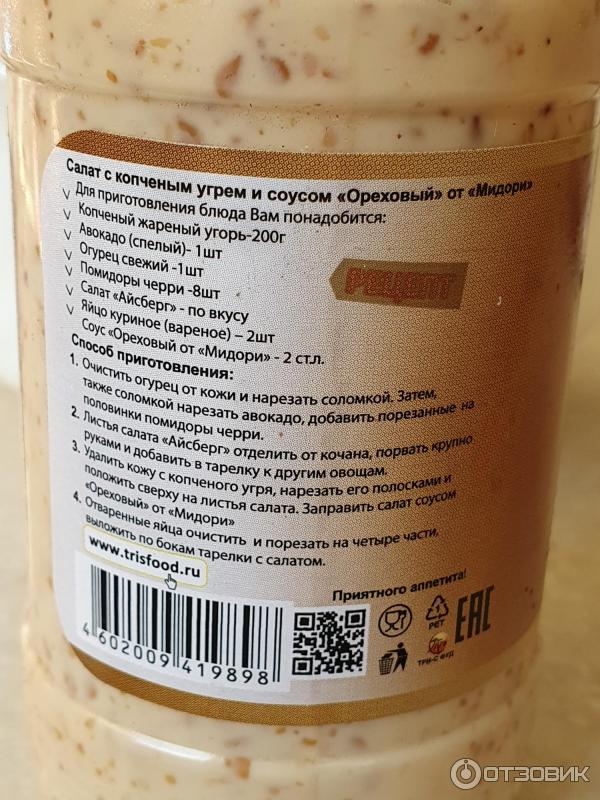 Салат с копченым угрем и соусом «Ореховый» от «Мидори»
Для приготовления блюда Вам понадобится:
Копченый жареный угорь-200г
Авокадо (спелый)- 1шт
Огурец свежий -1шт
Помидоры черри -8шт
Салат «Айсберг» - по вкусу
Яйцо куриное (вареное) – 2шт
Соус «Ореховый от «Мидори» - 2 ст.л.
РЕЦЕПТ
Способ приготовления:
1. Очистить огурец от кожи и нарезать соломкой. Затем,
также соломкой нарезать авокадо, добавить порезанные на
половинки помидоры черри.
2. Листья салата «Айсберг» отделить от кочана, порвать крупно
руками и добавить в тарелку к другим овощам.
3. Удалить кожу с копченого угря, нарезать его полосками и
положить сверху на листья салата. Заправить салат соусом
«Ореховый» от «Мидори»
4. Отваренные яйца очистить и порезать на четыре части,
выложить по бокам тарелки с салатом.
www.trisfood.ru
Приятного аппетита!
4 602009 419898
PET
ТРИ-С ФУД
EAC
ОТЗОВИК